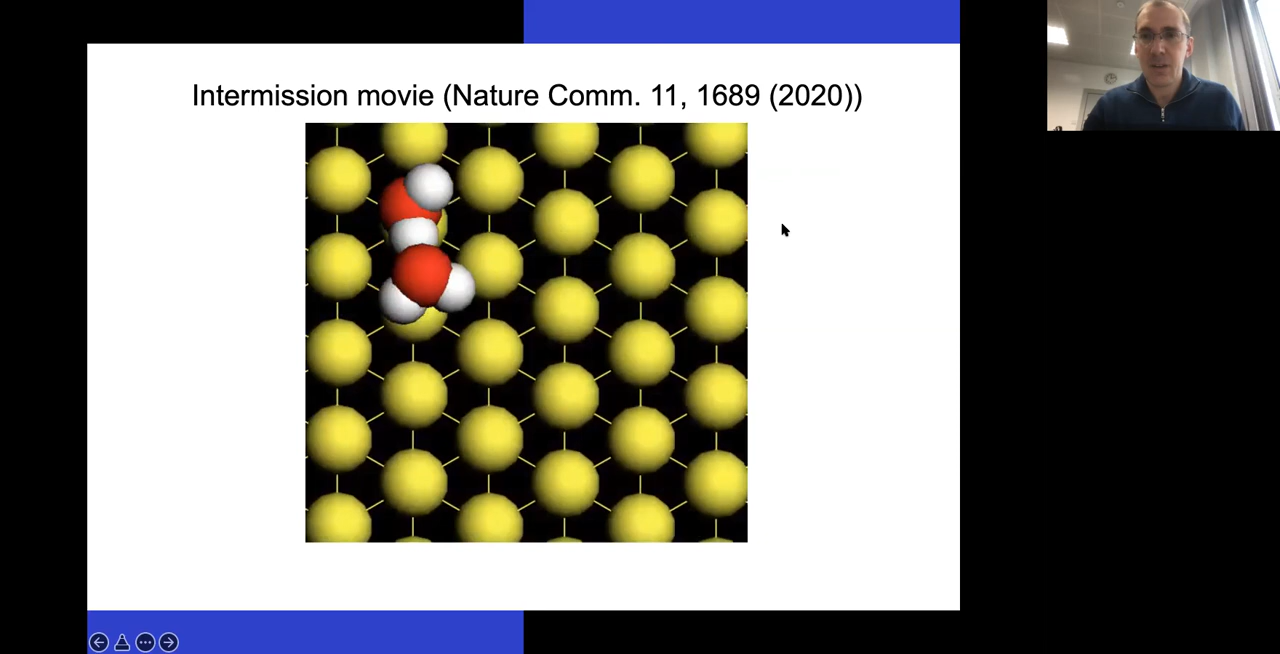 Intermission movie (Nature Comm. 11, 1689 (2020))